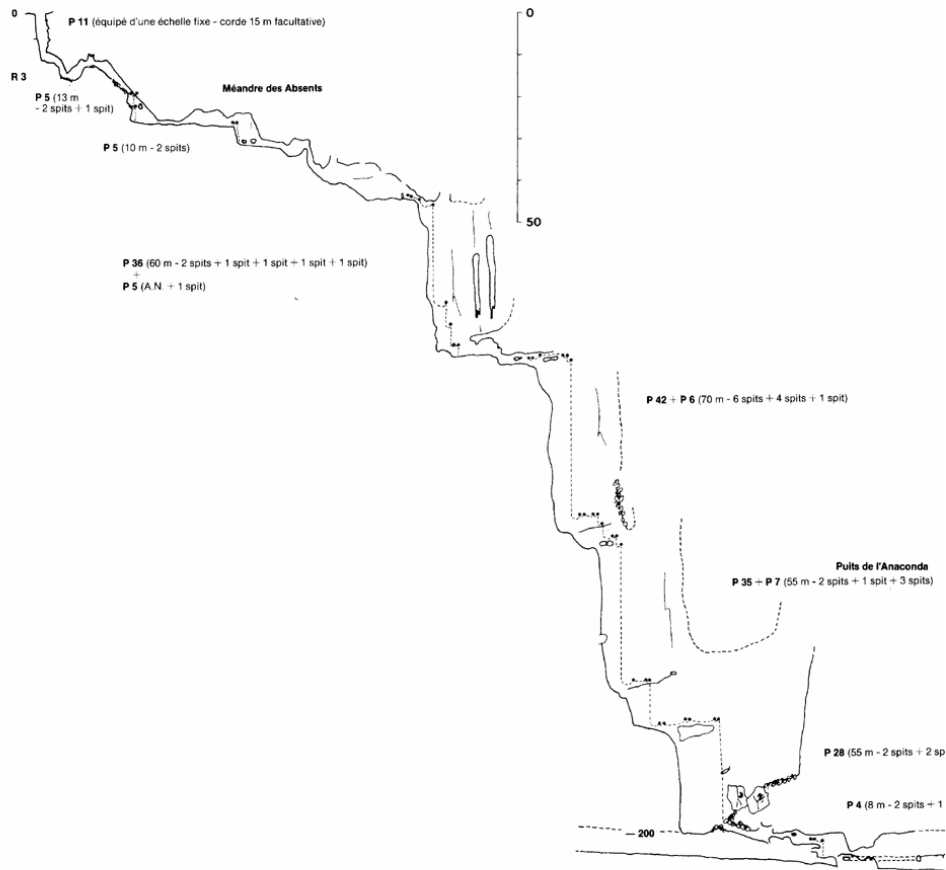 0
P 11 (équipé d'une échelle fixe - corde 15 m facultative)
0
R 3
P 5 (13 m
- 2 spits + 1 spit)
Méandre des Absents
P 5 (10 m - 2 spits)
50
P 36 (60 m - 2 spits + 1 spit + 1 spit + 1 spit + 1 spit)
+
P 5 (A.N. + 1 spit)
P 42 + P 6 (70 m - 6 spits + 4 spits + 1 spit)
Puits de l'Anaconda
P 35 + P 7 (55 m - 2 spits + 1 spit + 3 spits)
P 28 (55 m - 2 spits + 2 sp
P 4 (8 m - 2 spits + 1
— 200